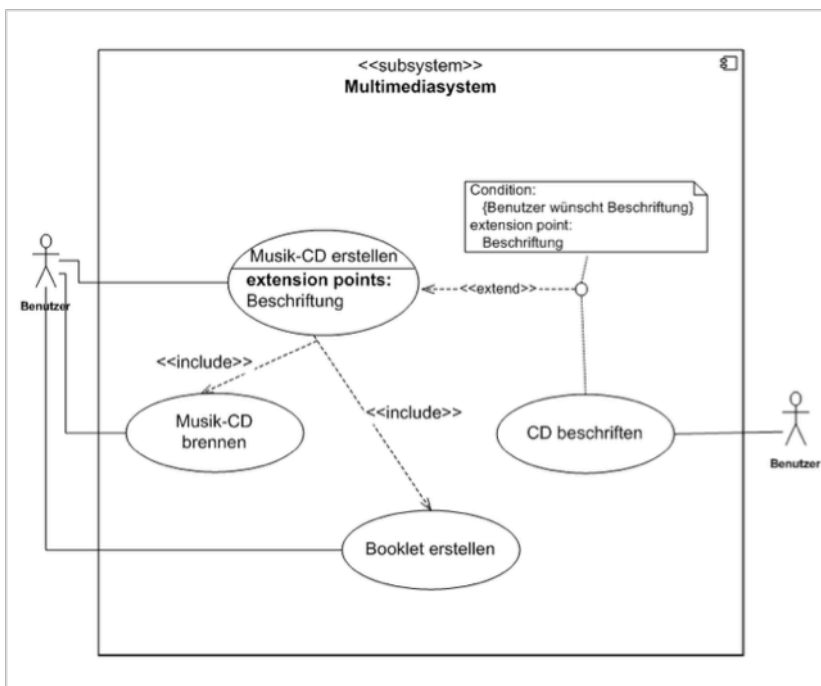 <<subsystem>>
Multimediasystem
Condition:
{Benutzer wünscht Beschriftung}
extension point:
Beschriftung
Musik-CD erstellen
extension points:
Beschriftung
<<extend>>
Benutzer
<<include>>
<<include>>
Musik-CD
brennen
CD beschriften
Benutzer
Booklet erstellen